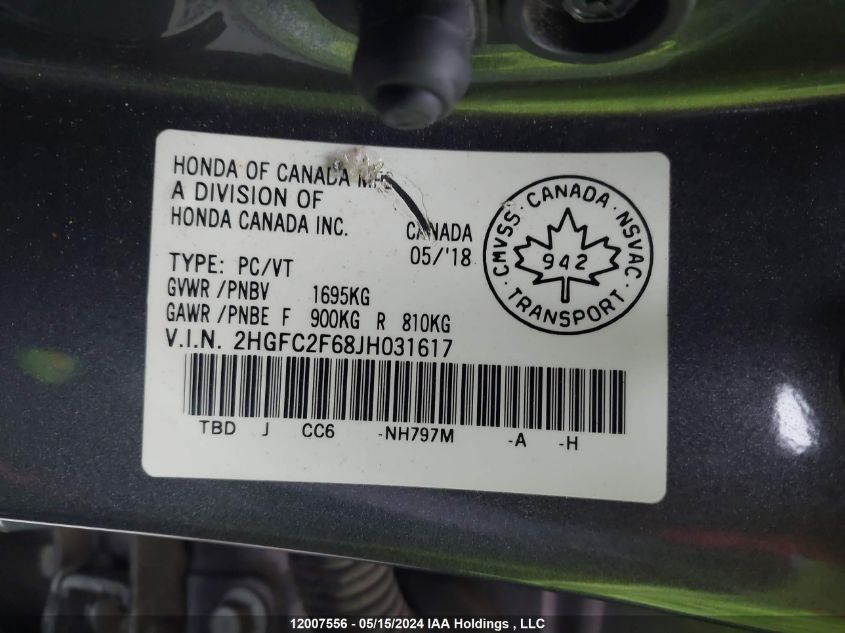 HONDA OF CANADA
A DIVISION OF
HONDA CANADA INC.
CANADA
05/'18
CMVSS · CANADA · NSVAC · TRANSPORT ·
942
TYPE: PC/VT
GVWR /PNBV 1695KG
GAWR /PNBE F 900KG R 810KG
V.I.N. 2HGFC2F68JH031617
TBD J CC6 -NH797M -A -H
12007556 - 05/15/2024 IAA Holdings , LLC